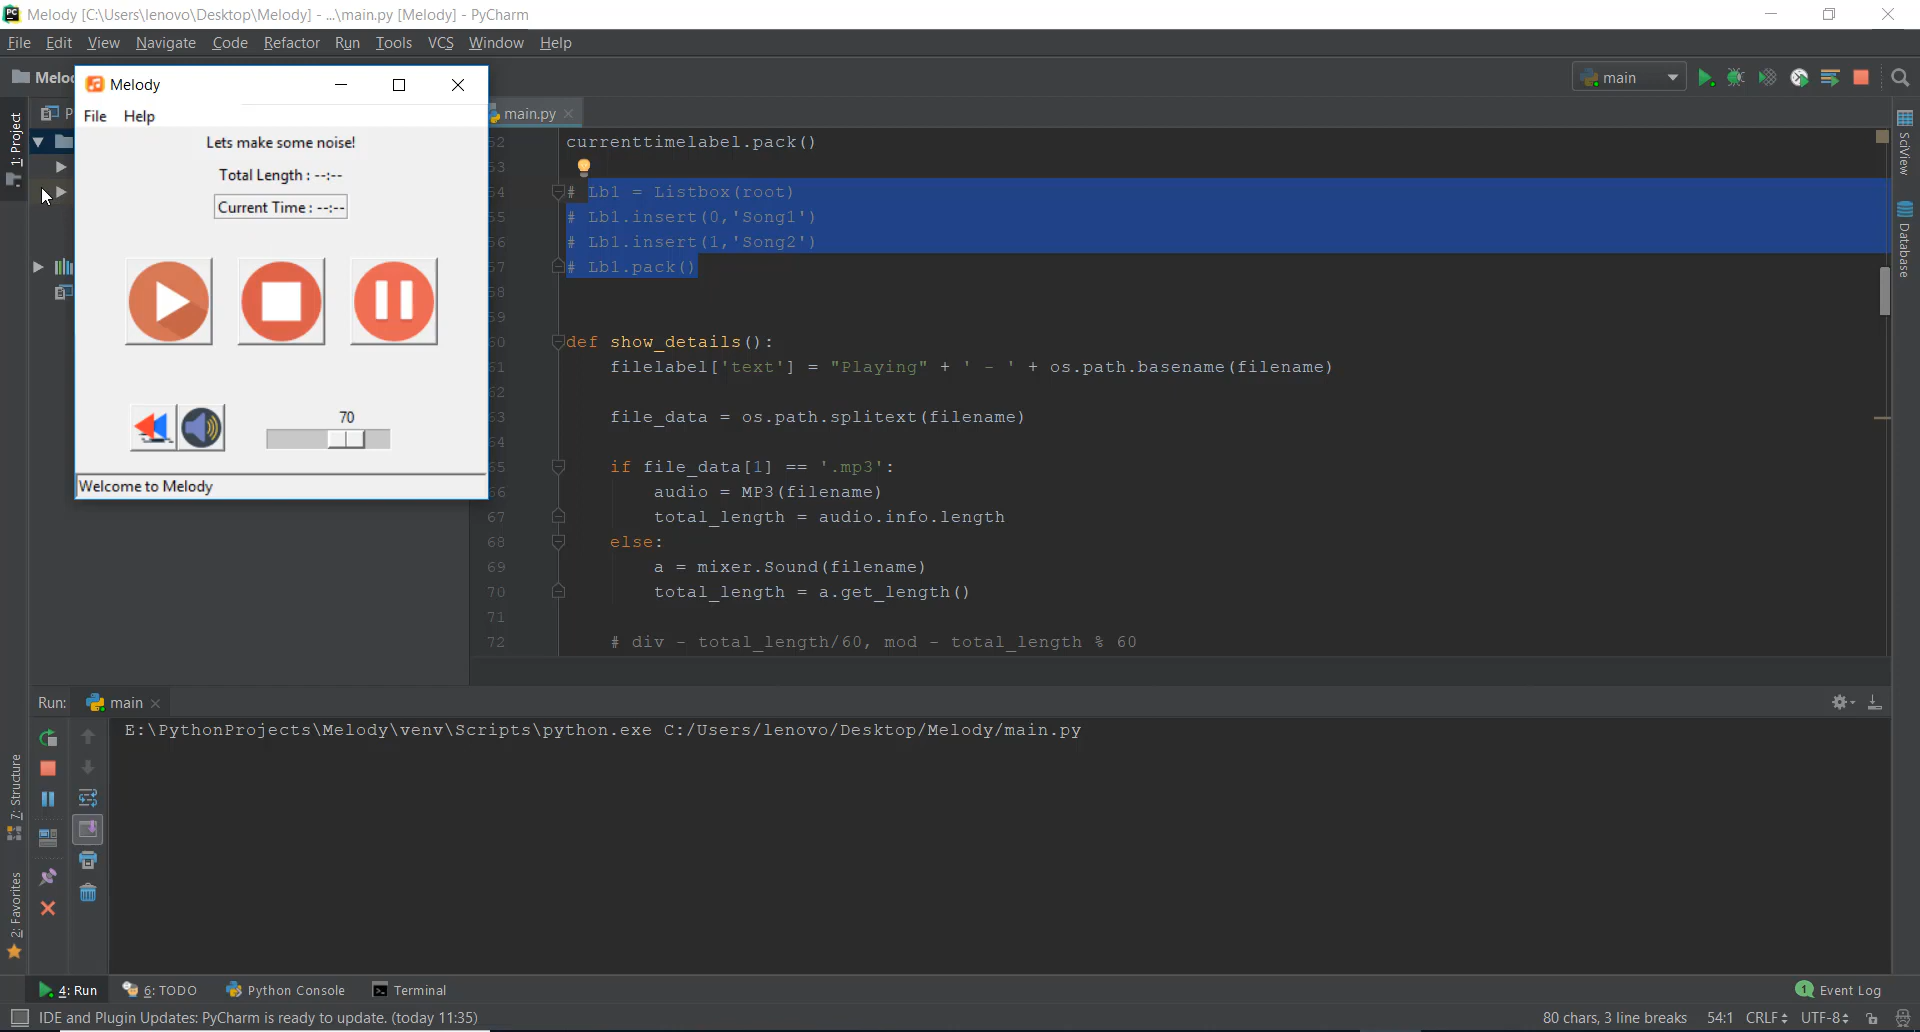 Melody [C:\Users\lenovo\Desktop\Melody] - ...\main.py [Melody] - PyCharm
File Edit View Navigate Code Refactor Run Tools VCS Window Help
main
Melody
File Help
Lets make some noise!
Total Length : --:--
Current Time : --:--
70
Welcome to Melody
main.py
currenttimelabel.pack()
# Lb1 = Listbox(root)
# Lb1.insert(0,'Song1')
# Lb1.insert(1,'Song2')
# Lb1.pack()
def show_details():
filelabel['text'] = "Playing" + ' - ' + os.path.basename(filename)
file_data = os.path.splitext(filename)
if file_data[1] == '.mp3':
audio = MP3(filename)
67 total_length = audio.info.length
68 else:
69 a = mixer.Sound(filename)
70 total_length = a.get_length()
71
72 # div - total_length/60, mod - total_length % 60
1: Project
7: Structure
2: Favorites
SciView
Database
Run: main
E:\PythonProjects\Melody\venv\Scripts\python.exe C:/Users/lenovo/Desktop/Melody/main.py
4: Run 6: TODO Python Console Terminal 1 Event Log
IDE and Plugin Updates: PyCharm is ready to update. (today 11:35) 80 chars, 3 line breaks 54:1 CRLF UTF-8